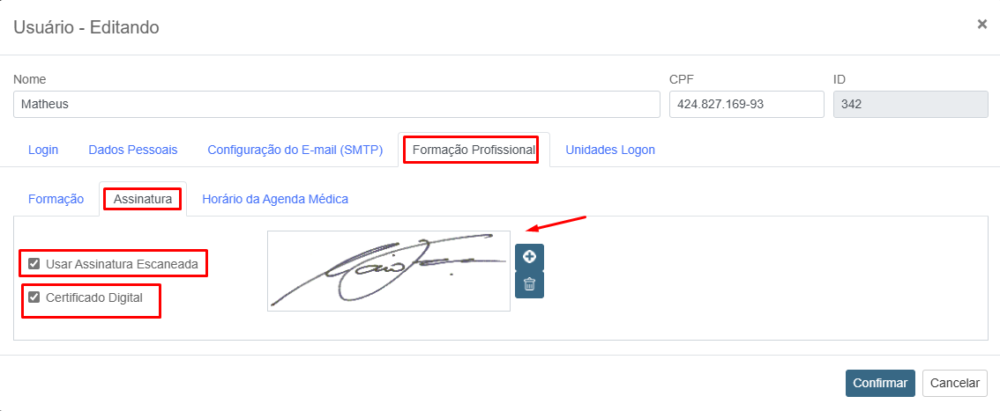 Usuário - Editando
×
Nome
CPF
ID
Matheus
424.827.169-93
342
Login Dados Pessoais Configuração do E-mail (SMTP) Formação Profissional Unidades Logon
Formação Assinatura Horário da Agenda Médica
Usar Assinatura Escaneada
Certificado Digital
Confirmar Cancelar